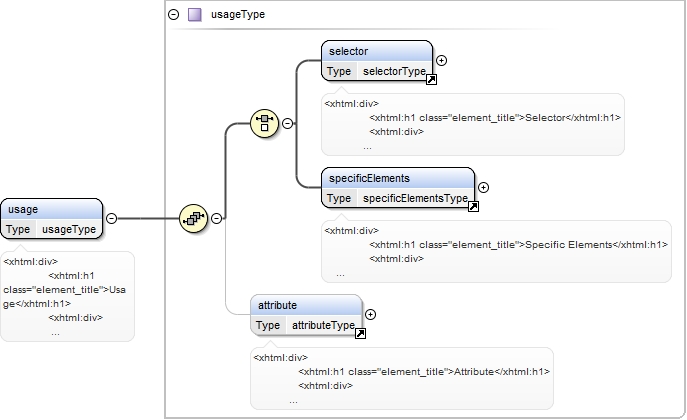 usageType
selector
Type selectorType
<xhtml:div>
<xhtml:h1 class="element_title">Selector</xhtml:h1>
<xhtml:div>
...
specificElements
Type specificElementsType
<xhtml:div>
<xhtml:h1 class="element_title">Specific Elements</xhtml:h1>
<xhtml:div>
...
usage
Type usageType
<xhtml:div>
<xhtml:h1
class="element_title">Usa
ge</xhtml:h1>
<xhtml:div>
...
attribute
Type attributeType
<xhtml:div>
<xhtml:h1 class="element_title">Attribute</xhtml:h1>
<xhtml:div>
...